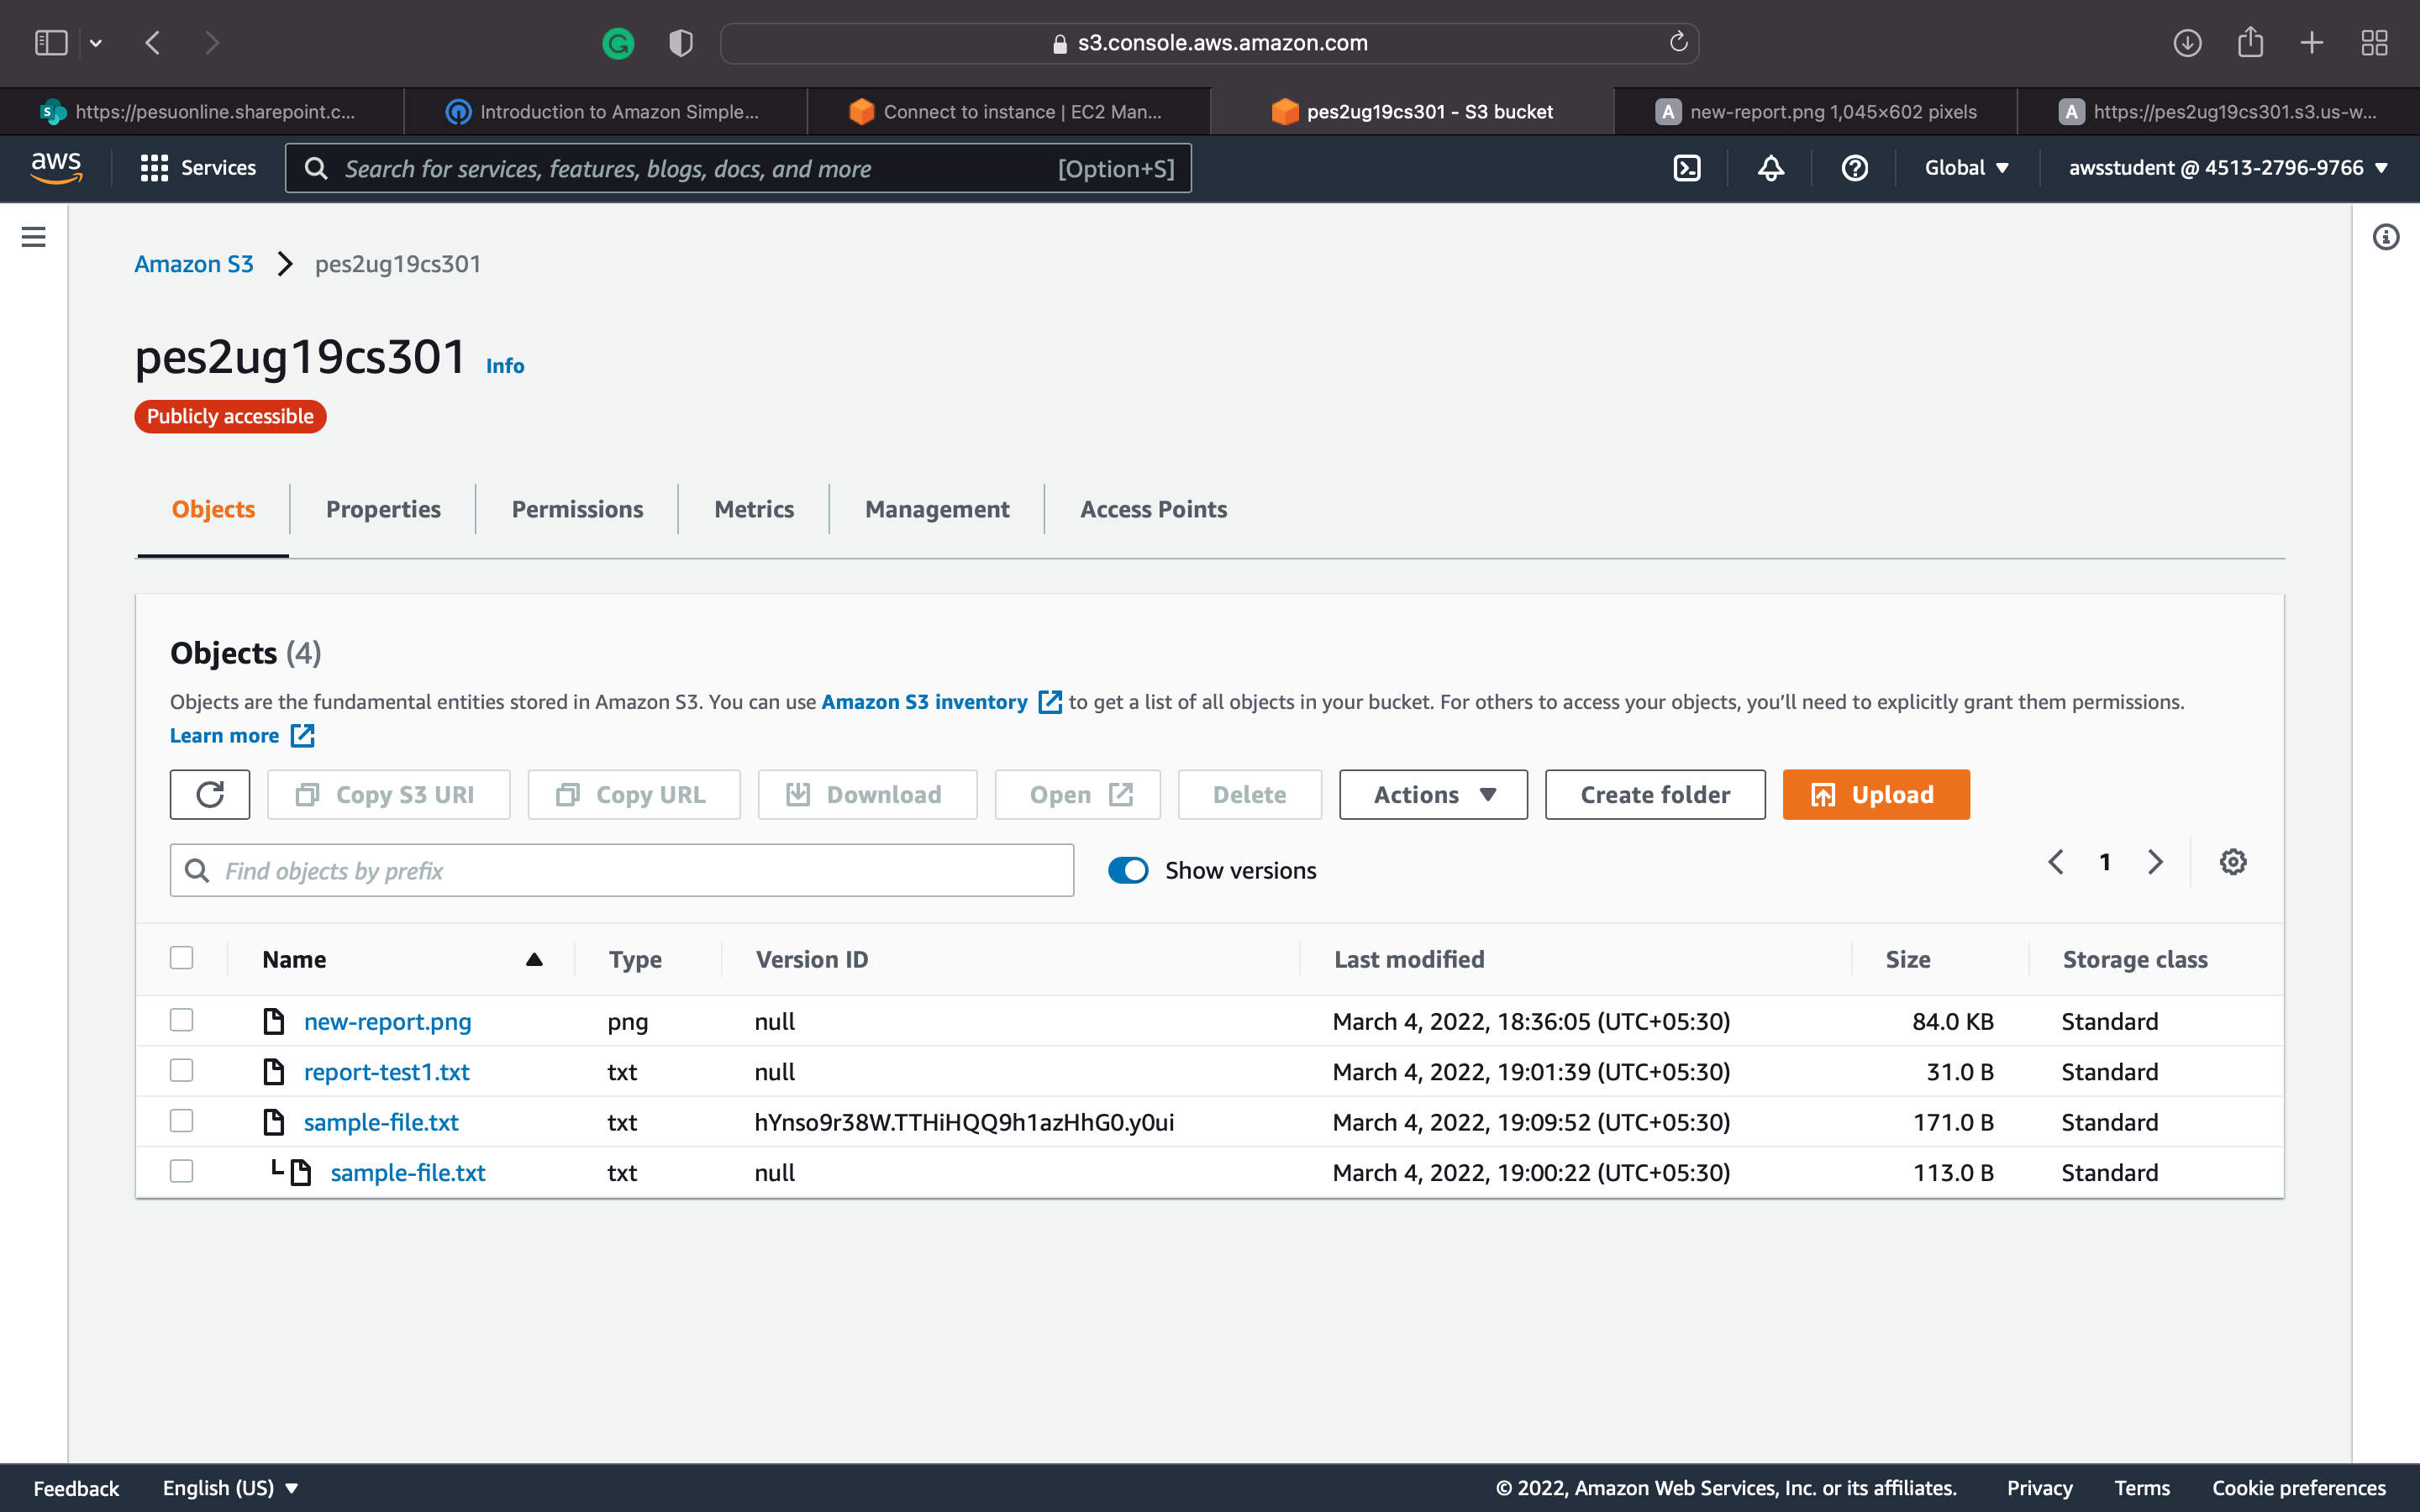 s3.console.aws.amazon.com
https://pesuonline.sharepoint.c...
Introduction to Amazon Simple...
Connect to instance | EC2 Man...
pes2ug19cs301 - S3 bucket
A new-report.png 1,045×602 pixels
A https://pes2ug19cs301.s3.us-w...
aws
Services
Search for services, features, blogs, docs, and more
[Option+S]
Global
awsstudent @ 4513-2796-9766
Amazon S3
pes2ug19cs301
pes2ug19cs301 Info
Publicly accessible
Objects
Properties
Permissions
Metrics
Management
Access Points
Objects (4)
Objects are the fundamental entities stored in Amazon S3. You can use Amazon S3 inventory to get a list of all objects in your bucket. For others to access your objects, you’ll need to explicitly grant them permissions.
Learn more
Copy S3 URI
Copy URL
Download
Open
Delete
Actions
Create folder
Upload
Find objects by prefix
Show versions
1
Name Type Version ID Last modified Size Storage class
new-report.png png null March 4, 2022, 18:36:05 (UTC+05:30) 84.0 KB Standard
report-test1.txt txt null March 4, 2022, 19:01:39 (UTC+05:30) 31.0 B Standard
sample-file.txt txt hYnso9r38W.TTHiHQQ9h1azHhG0.y0ui March 4, 2022, 19:09:52 (UTC+05:30) 171.0 B Standard
sample-file.txt txt null March 4, 2022, 19:00:22 (UTC+05:30) 113.0 B Standard
Feedback
English (US)
© 2022, Amazon Web Services, Inc. or its affiliates.
Privacy
Terms
Cookie preferences